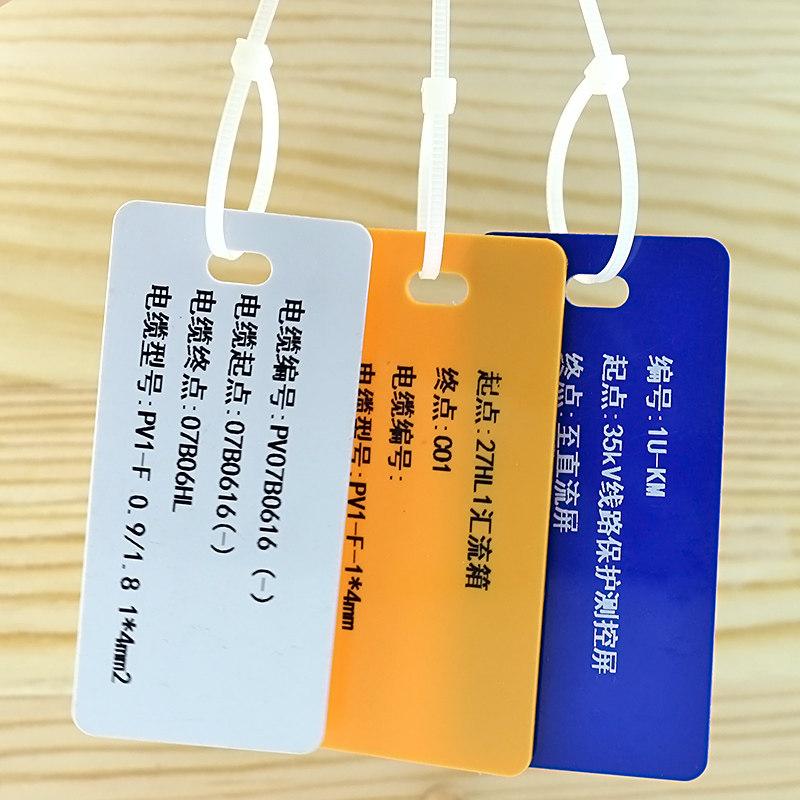 电缆编号:PV07B0616 (-)
电缆起点:07B0616(-)
电缆终点:07B06HL
电缆型号:PV1-F 0.9/1.8 1*4mm2
起点:27HL1汇流箱
终点:001
电缆编号:
电缆型号:PV1-F-1*4mm
编号:1U-KM
起点:35kV线路保护测控屏
终点:至直流屏